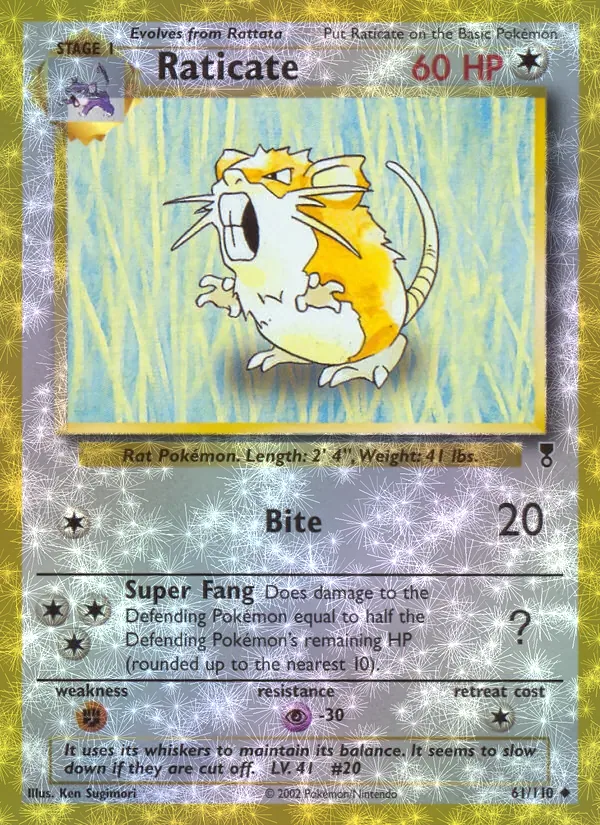 Evolves from Rattata
Put Raticate on the Basic Pokémon
STAGE 1
Raticate
60 HP
Rat Pokémon. Length: 2' 4", Weight: 41 lbs.
Bite
20
Super Fang Does damage to the
Defending Pokémon equal to half the
Defending Pokémon's remaining HP
(rounded up to the nearest 10).
?
weakness
resistance
retreat cost
-30
It uses its whiskers to maintain its balance. It seems to slow
down if they are cut off. LV. 41 #20
Illus. Ken Sugimori
© 2002 Pokémon/Nintendo
61/110